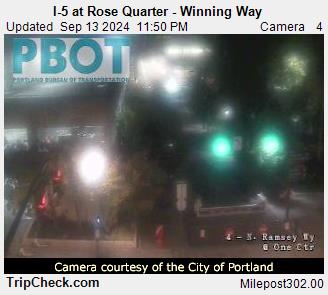 I-5 at Rose Quarter - Winning Way
Updated Sep 13 2024 11:50 PM Camera 4
PBOT
PORTLAND BUREAU OF TRANSPORTATION
4 - N. Ramsey Wy
@ One Ctr
Camera courtesy of the City of Portland
TripCheck.com Milepost302.00